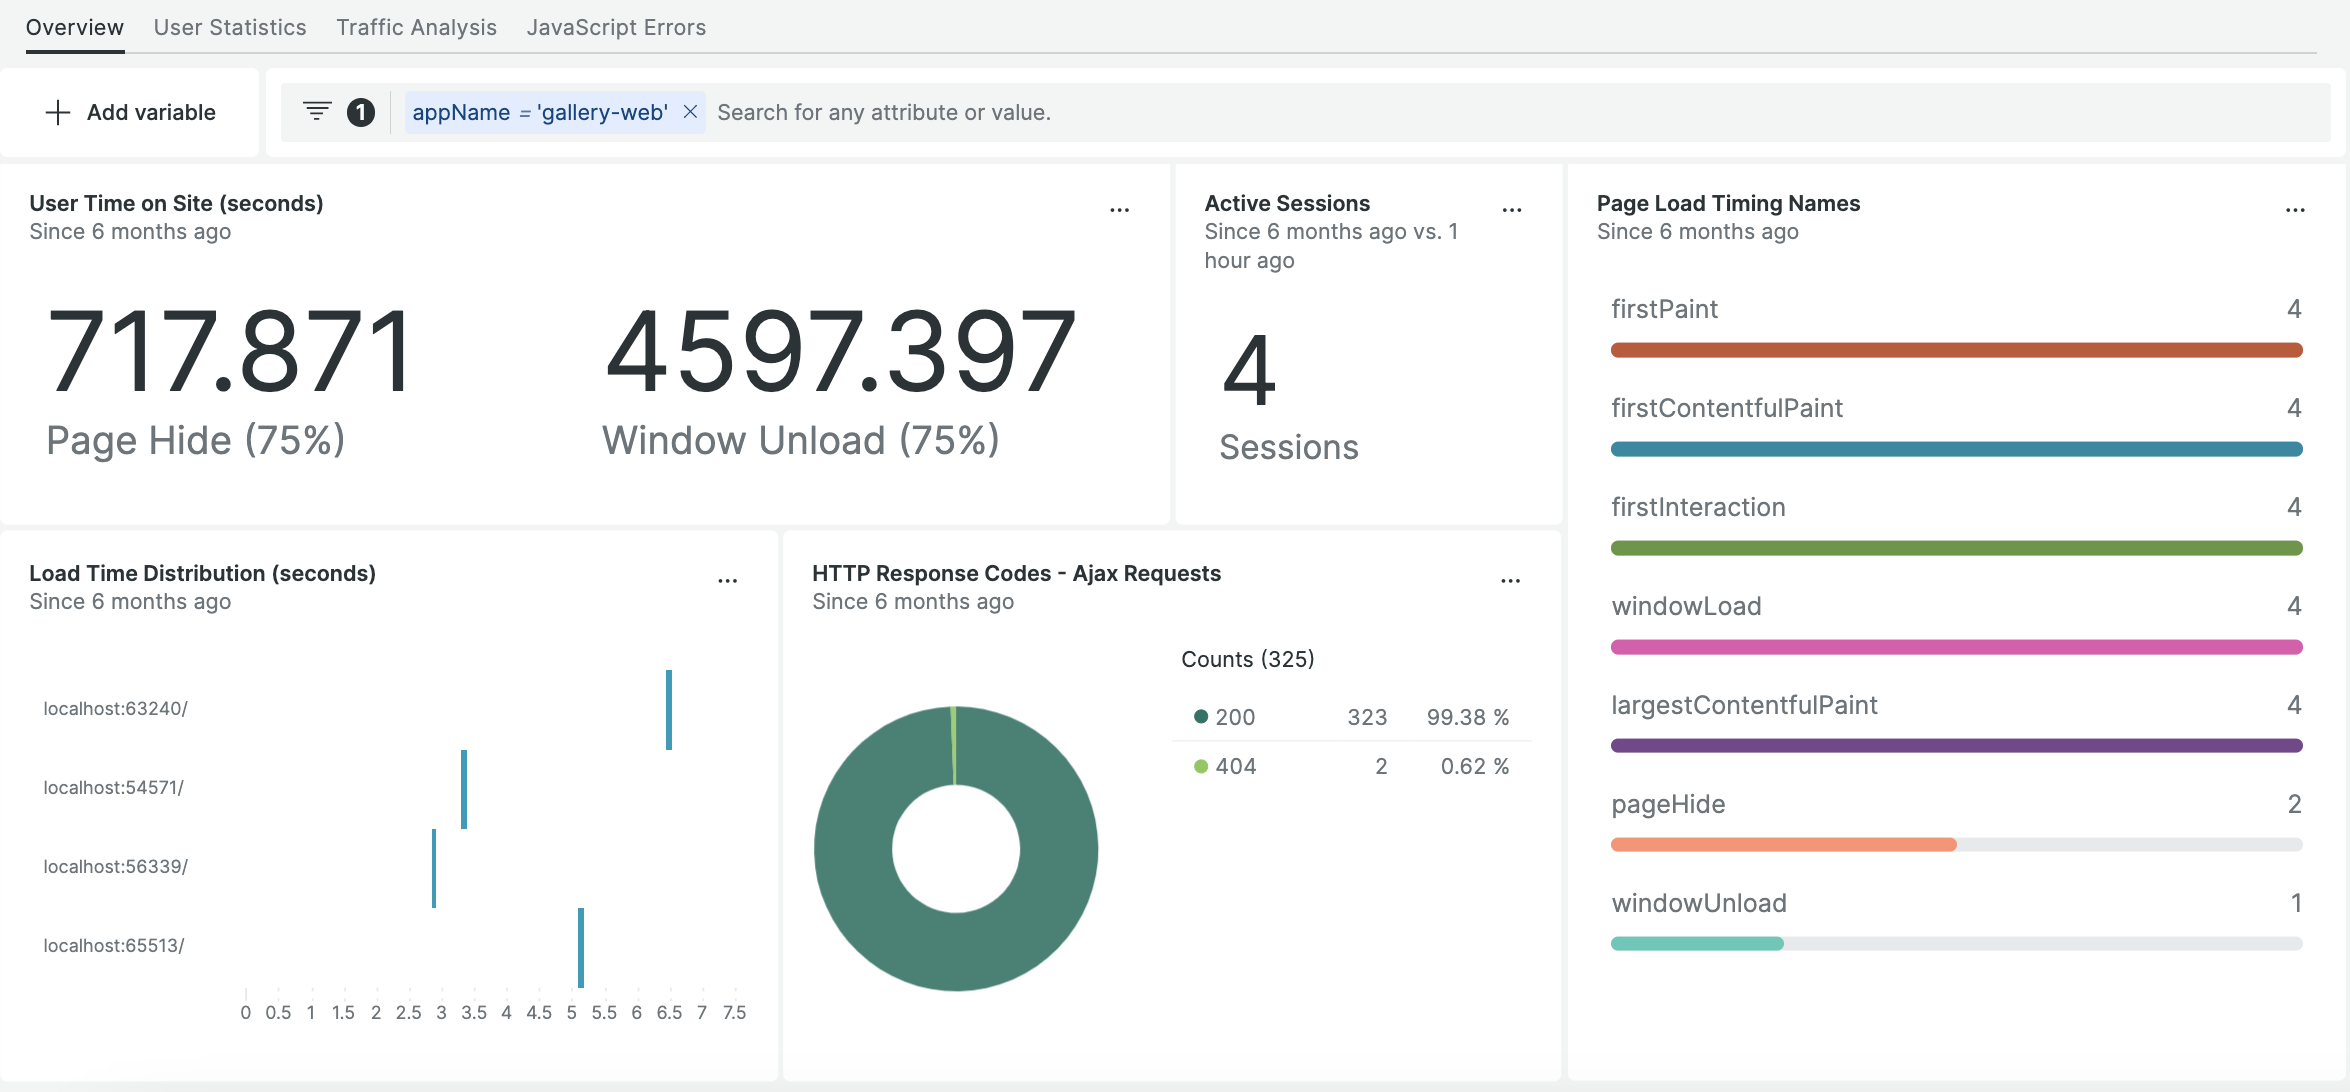 Overview User Statistics Traffic Analysis JavaScript Errors
+ Add variable
1 appName = 'gallery-web' × Search for any attribute or value.
User Time on Site (seconds) ...
Since 6 months ago
717.871
Page Hide (75%)
4597.397
Window Unload (75%)
Active Sessions ...
Since 6 months ago vs. 1
hour ago
4
Sessions
Page Load Timing Names ...
Since 6 months ago
firstPaint 4
firstContentfulPaint 4
firstInteraction 4
windowLoad 4
largestContentfulPaint 4
pageHide 2
windowUnload 1
Load Time Distribution (seconds) ...
Since 6 months ago
localhost:63240/
localhost:54571/
localhost:56339/
localhost:65513/
0 0.5 1 1.5 2 2.5 3 3.5 4 4.5 5 5.5 6 6.5 7 7.5
HTTP Response Codes - Ajax Requests ...
Since 6 months ago
Counts (325)
200 323 99.38 %
404 2 0.62 %